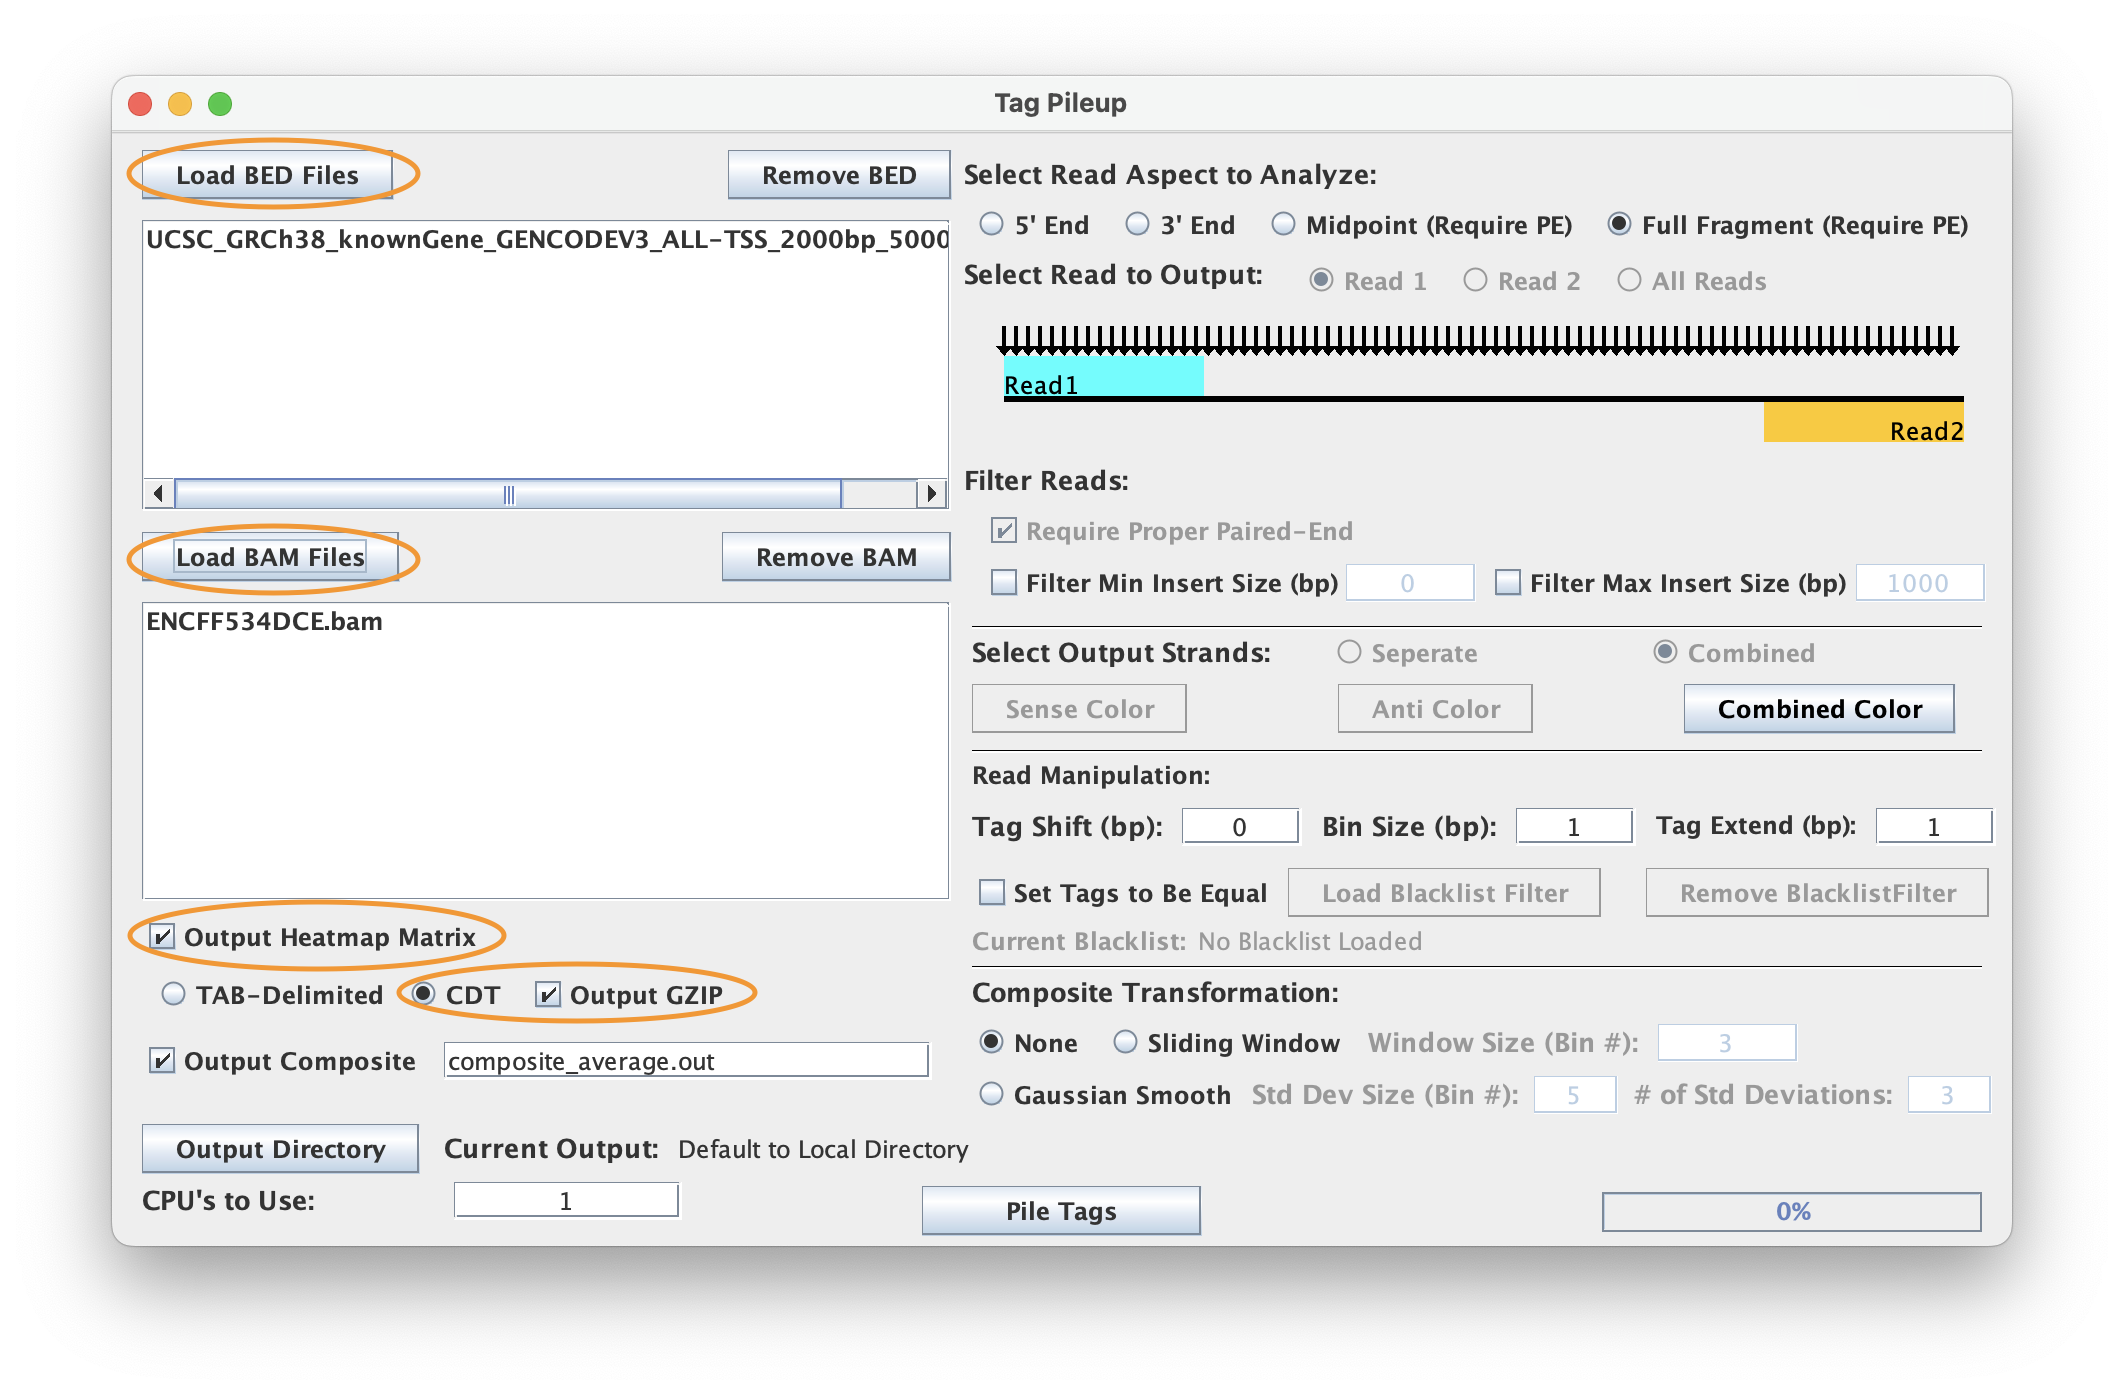 Tag Pileup
Load BED Files
Remove BED
UCSC_GRCh38_knownGene_GENCODEV3_ALL-TSS_2000bp_5000
Load BAM Files
Remove BAM
ENCFF534DCE.bam
Output Heatmap Matrix
TAB-Delimited CDT Output GZIP
Output Composite composite_average.out
Output Directory Current Output: Default to Local Directory
CPU's to Use: 1
Pile Tags
0%
Select Read Aspect to Analyze:
5' End 3' End Midpoint (Require PE) Full Fragment (Require PE)
Select Read to Output: Read 1 Read 2 All Reads
Read1
Read2
Filter Reads:
Require Proper Paired-End
Filter Min Insert Size (bp) 0 Filter Max Insert Size (bp) 1000
Select Output Strands: Seperate Combined
Sense Color Anti Color Combined Color
Read Manipulation:
Tag Shift (bp): 0 Bin Size (bp): 1 Tag Extend (bp): 1
Set Tags to Be Equal Load Blacklist Filter Remove BlacklistFilter
Current Blacklist: No Blacklist Loaded
Composite Transformation:
None Sliding Window Window Size (Bin #): 3
Gaussian Smooth Std Dev Size (Bin #): 5 # of Std Deviations: 3